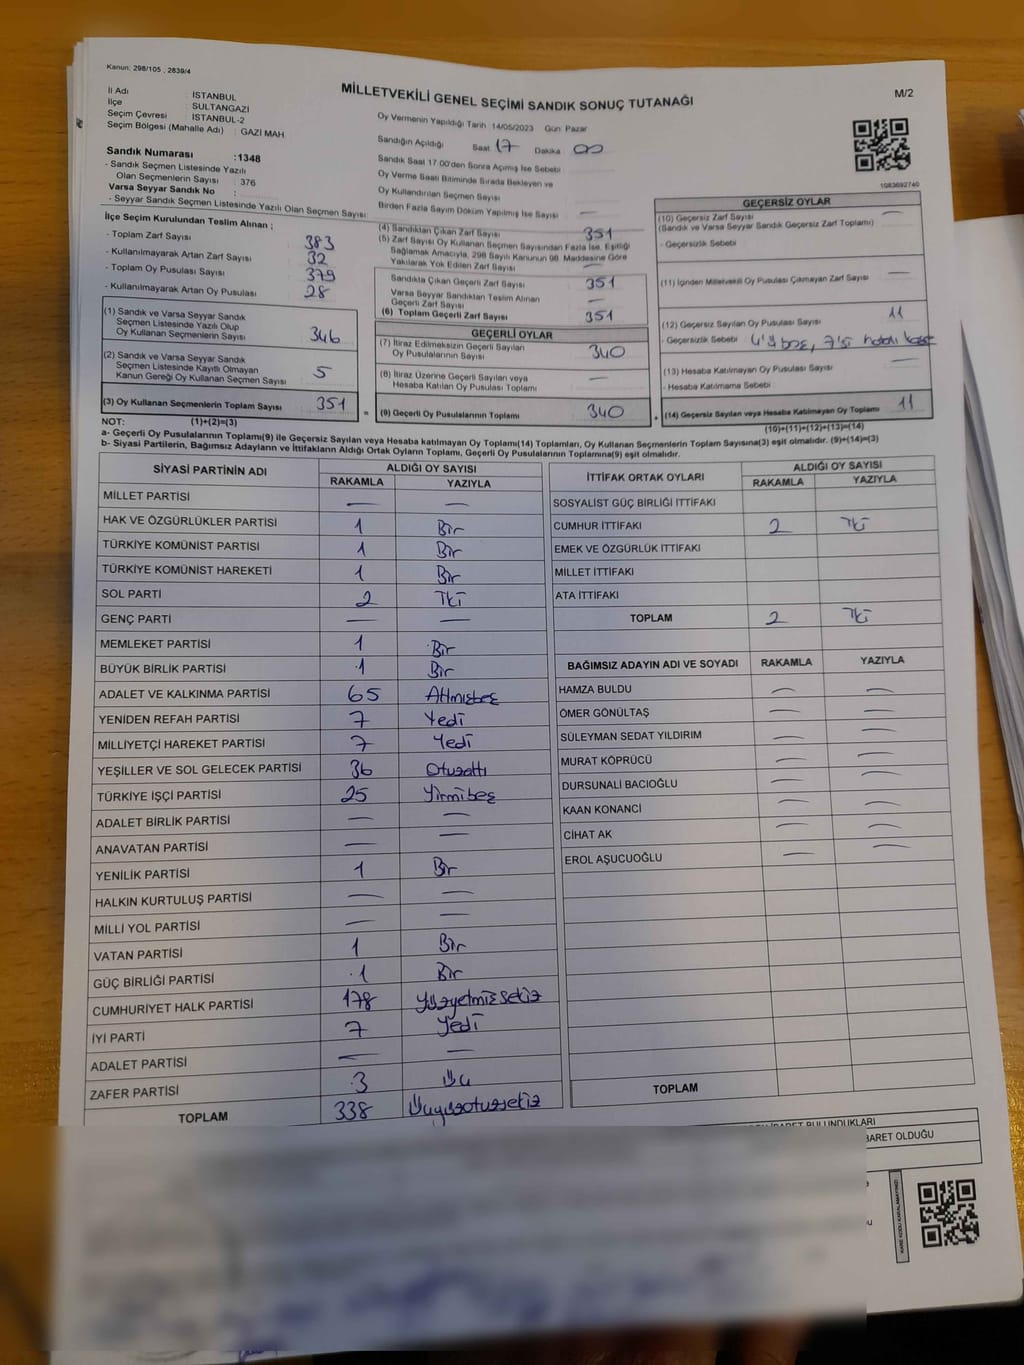 Kanun: 298/105 , 2839/4
MİLLETVEKİLİ GENEL SEÇİMİ SANDIK SONUÇ TUTANAĞI
M/2
İl Adı : İSTANBUL
İlçe : SULTANGAZİ
Seçim Çevresi : İSTANBUL-2
Seçim Bölgesi (Mahalle Adı) : GAZİ MAH
Sandık Numarası : 1348
- Sandık Seçmen Listesinde Yazılı
Olan Seçmenlerin Sayısı : 376
Varsa Seyyar Sandık No :
- Seyyar Sandık Seçmen Listesinde Yazılı Olan Seçmen Sayısı:
Oy Vermenin Yapıldığı Tarih 14/05/2023 Gün: Pazar
Sandığın Açıldığı Saat 17 Dakika 00
Sandık Saat 17.00'den Sonra Açılmış İse Sebebi
Oy Verme Saati Bitiminde Sırada Bekleyen ve
Oy Kullandırılan Seçmen Sayısı
Birden Fazla Sayım Döküm Yapılmış İse Sayısı —
1083692740
İlçe Seçim Kurulundan Teslim Alınan ;
- Toplam Zarf Sayısı 383
- Kullanılmayarak Artan Zarf Sayısı 32
- Toplam Oy Pusulası Sayısı 379
- Kullanılmayarak Artan Oy Pusulası 28
(1) Sandık ve Varsa Seyyar Sandık
Seçmen Listesinde Yazılı Olup
Oy Kullanan Seçmenlerin Sayısı 346
(2) Sandık ve Varsa Seyyar Sandık
Seçmen Listesinde Kayıtlı Olmayan
Kanun Gereği Oy Kullanan Seçmen Sayısı 5
(3) Oy Kullanan Seçmenlerin Toplam Sayısı 351 =
(1)+(2)=(3)
(4) Sandıktan Çıkan Zarf Sayısı 351
(5) Zarf Sayısı Oy Kullanan Seçmen Sayısından Fazla İse, Eşitliği
Sağlamak Amacıyla, 298 Sayılı Kanunun 98. Maddesine Göre
Yakılarak Yok Edilen Zarf Sayısı —
Sandıkta Çıkan Geçerli Zarf Sayısı 351
Varsa Seyyar Sandıktan Teslim Alınan
Geçerli Zarf Sayısı —
(6) Toplam Geçerli Zarf Sayısı 351
GEÇERLİ OYLAR
(7) İtiraz Edilmeksizin Geçerli Sayılan
Oy Pusulalarının Sayısı 340
(8) İtiraz Üzerine Geçerli Sayılan veya
Hesaba Katılan Oy Pusulası Toplamı —
(9) Geçerli Oy Pusulalarının Toplamı 340 +
GEÇERSİZ OYLAR
(10) Geçersiz Zarf Sayısı —
(Sandık ve Varsa Seyyar Sandık Geçersiz Zarf Toplamı)
- Geçersizlik Sebebi
(11) İçinden Milletvekili Oy Pusulası Çıkmayan Zarf Sayısı —
(12) Geçersiz Sayılan Oy Pusulası Sayısı 11
- Geçersizlik Sebebi 4'ü boş, 7'si hatalı
(13) Hesaba Katılmayan Oy Pusulası Sayısı —
- Hesaba Katılmama Sebebi
(14) Geçersiz Sayılan veya Hesaba Katılmayan Oy Toplamı 11
(10)+(11)+(12)+(13)=(14)
NOT:
a- Geçerli Oy Pusulalarının Toplamı(9) ile Geçersiz Sayılan veya Hesaba katılmayan Oy Toplamı(14) Toplamları, Oy Kullanan Seçmenlerin Toplam Sayısına(3) eşit olmalıdır. (9)+(14)=(3)
b- Siyasi Partilerin, Bağımsız Adayların ve İttifakların Aldığı Ortak Oyların Toplamı, Geçerli Oy Pusulalarının Toplamına(9) eşit olmalıdır.
SİYASİ PARTİNİN ADI ALDIĞI OY SAYISI
RAKAMLA YAZIYLA
MİLLET PARTİSİ — —
HAK VE ÖZGÜRLÜKLER PARTİSİ 1 Bir
TÜRKİYE KOMÜNİST PARTİSİ 1 Bir
TÜRKİYE KOMÜNİST HAREKETİ 1 Bir
SOL PARTİ 2 İki
GENÇ PARTİ — —
MEMLEKET PARTİSİ 1 Bir
BÜYÜK BİRLİK PARTİSİ 1 Bir
ADALET VE KALKINMA PARTİSİ 65 Altmışbeş
YENİDEN REFAH PARTİSİ 7 Yedi
MİLLİYETÇİ HAREKET PARTİSİ 7 Yedi
YEŞİLLER VE SOL GELECEK PARTİSİ 36 Otuzaltı
TÜRKİYE İŞÇİ PARTİSİ 25 Yirmibeş
ADALET BİRLİK PARTİSİ — —
ANAVATAN PARTİSİ — —
YENİLİK PARTİSİ 1 Bir
HALKIN KURTULUŞ PARTİSİ — —
MİLLİ YOL PARTİSİ — —
VATAN PARTİSİ 1 Bir
GÜÇ BİRLİĞİ PARTİSİ 1 Bir
CUMHURİYET HALK PARTİSİ 178 Yüzyetmişsekiz
İYİ PARTİ 7 Yedi
ADALET PARTİSİ — —
ZAFER PARTİSİ 3 Üç
TOPLAM 338 Üçyüzotuzsekiz
İTTİFAK ORTAK OYLARI ALDIĞI OY SAYISI
RAKAMLA YAZIYLA
SOSYALİST GÜÇ BİRLİĞİ İTTİFAKI
CUMHUR İTTİFAKI 2 İki
EMEK VE ÖZGÜRLÜK İTTİFAKI
MİLLET İTTİFAKI
ATA İTTİFAKI
TOPLAM 2 İki
BAĞIMSIZ ADAYIN ADI VE SOYADI RAKAMLA YAZIYLA
HAMZA BULDU — —
ÖMER GÖNÜLTAŞ — —
SÜLEYMAN SEDAT YILDIRIM — —
MURAT KÖPRÜCÜ — —
DURSUNALİ BACIOĞLU — —
KAAN KONANCİ — —
CİHAT AK — —
EROL AŞUCUOĞLU — —
TOPLAM
BULUNDUKLARI
BARET OLDUĞU
KARE KODU KARALAMAYINIZ!